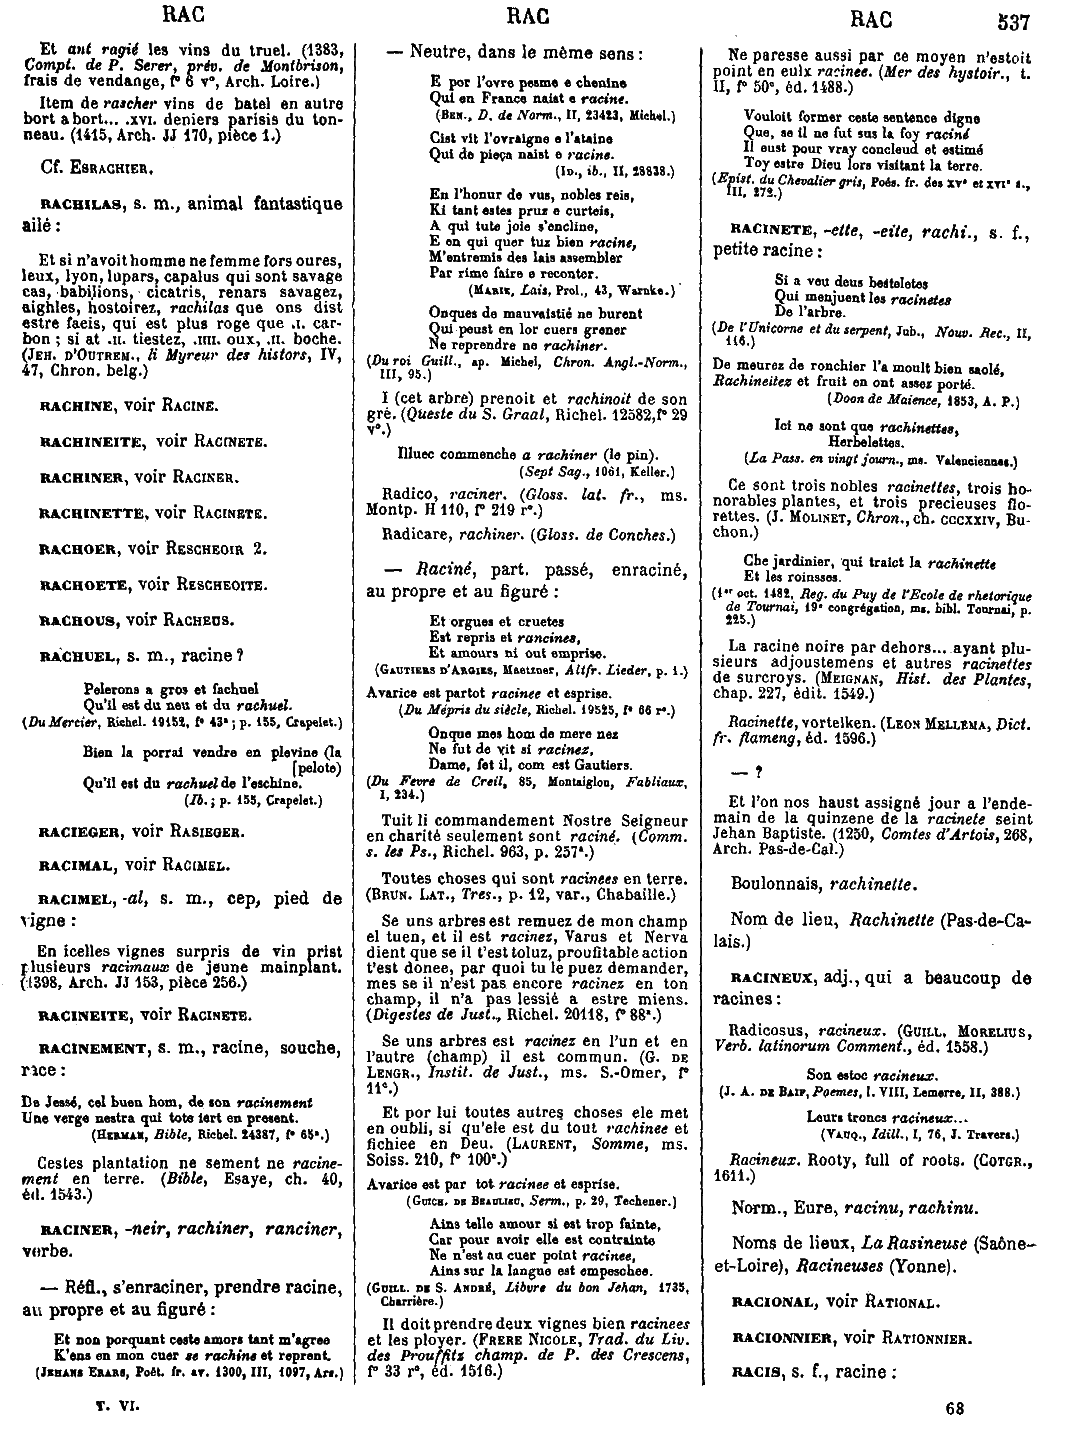 RAC
RAC
RAC 537
Et ant ragié les vins du truel. (1383,
Compt. de P. Serer, prév. de Montbrison,
frais de vendange, f° 6 v°, Arch. Loire.)
Item de rascher vins de batel en autre
bort a bort... .XVI. deniers parisis du ton-
neau. (1415, Arch. JJ 170, pièce 1.)
Cf. ESRACHIER.
RACHILAS, s. m., animal fantastique
ailé :
Et si n'avoit homne ne femme fors oures,
leux, lyon, lupars, capalus qui sont savage
cas, babilions, cicatris, renars savagez,
aighles, hostoirez, rachilas que ons dist
estre faeis, qui est plus roge que .I. car-
bon ; si at .II. tiestez, .IIII. oux, .II. boche.
(JEH. D'OUTREM., li Myreur des histors, IV,
47, Chron. belg.)
RACHINE, voir RACINE.
RACHINEITE, voir RACINETE.
RACHINER, voir RACINER.
RACHINETTE, voir RACINETE.
RACHOER, voir RESCHEOIR 2.
RACHOETE, voir RESCHEOITE.
RACHOUS, voir RACHEUS.
RACHUEL, s. m., racine ?
Pelerons a gros et fachuel
Qu'il est du neu et du rachuel.
(Du Mercier, Richel. 19152, f° 43ª ; p. 155, Crapelet.)
Bien la porrai vendre en plevine (la
[pelote)
Qu'il est du rachuel de l'eschine.
(Ib. ; p. 155, Crapelet.)
RACIEGER, voir RASIEGER.
RACIMAL, voir RACIMEL.
RACIMEL, -al, s. m., cep, pied de
vigne :
En icelles vignes surpris de vin prist
plusieurs racimaux de jeune mainplant.
(1398, Arch. JJ 153, pièce 256.)
RACINEITE, voir RACINETE.
RACINEMENT, s. m., racine, souche,
race :
De Jessé, cel buen hom, de son racinement
Une verge nestra qui tote iert en present.
(HERMAN, Bible, Richel. 24387, f° 65ª.)
Cestes plantation ne sement ne racine-
ment en terre. (Bible, Esaye, ch. 40,
éd. 1543.)
RACINER, -neir, rachiner, ranciner,
verbe.
— Réfl., s'enraciner, prendre racine,
au propre et au figuré :
Et non porquant ceste amors tant m'agree
K'ens en mon cuer se rachine et reprent.
(JEHANS ERARS, Poèt. fr. av. 1300, III, 1097, Ars.)
T. VI.
— Neutre, dans le même sens :
E por l'ovre pesme e chenine
Qui en France naist e racine.
(BEN., D. de Norm., II, 23423, Michel.)
Cist vit l'ovraigne e l'ataine
Qui de pieça naist e racine.
(ID., ib., II, 28838.)
En l'honur de vus, nobles reis,
Ki tant estes pruz e curteis,
A qui tute joie s'encline,
E en qui quer tuz bien racine,
M'entremis des lais assembler
Par rime faire e reconter.
(MARIE, Lais, Prol., 43, Warnke.)
Onques de mauvaistié ne burent
Qui peust en lor cuers grener
Ne reprendre ne rachiner.
(Du roi Guill., ap. Michel, Chron. Angl.-Norm.,
III, 95.)
I (cet arbre) prenoit et rachinoit de son
gré. (Queste du S. Graal, Richel. 12582, f° 29
v°.)
Illuec commenche a rachiner (le pin).
(Sept Sag., 1061, Keller.)
Radico, raciner. (Gloss. lat. fr., ms.
Montp. H 110, f° 219 r°.)
Radicare, rachiner. (Gloss. de Conches.)
— Raciné, part. passé, enraciné,
au propre et au figuré :
Et orgues et cruetes
Est repris et rancines,
Et amours ni out emprise.
(GAUTIERS D'ARGIES, Maetzner, Altfr. Lieder, p. 1.)
Avarice est partot racinee et esprise.
(Du Mépris du siècle, Richel. 19525, f° 66 r°.)
Onque mes hom de mere nez
Ne fut de vit si racinez,
Dame, fet il, com est Gautiers.
(Du Fevre de Creil, 85, Montaiglon, Fabliaux,
I, 234.)
Tuit li commandement Nostre Seigneur
en charité seulement sont raciné. (Comm.
s. les Ps., Richel. 963, p. 257ª.)
Toutes choses qui sont racinees en terre.
(BRUN. LAT., Tres., p. 12, var., Chabaille.)
Se uns arbres est remuez de mon champ
el tuen, et il est racinez, Varus et Nerva
dient que se il t'est toluz, proufitable action
t'est donee, par quoi tu le puez demander,
mes se il n'est pas encore racinez en ton
champ, il n'a pas lessié a estre miens.
(Digestes de Just., Richel. 20118, f° 88ª.)
Se uns arbres est racinez en l'un et en
l'autre (champ) il est commun. (G. DE
LENGR., Instit. de Just., ms. S.-Omer, f°
11ᶜ.)
Et por lui toutes autres choses ele met
en oubli, si qu'ele est du tout rachinee et
fichiee en Deu. (LAURENT, Somme, ms.
Soiss. 210, f° 100ª.)
Avarice est par tot racinee et esprise.
(GUICH. DE BEAULIEU, Serm., p. 29, Techener.)
Ains telle amour si est trop fainte,
Car pour avoir elle est contrainte
Ne n'est au cuer point racinee,
Ains sur la langue est empeschee.
(GUILL. DE S. ANDRÉ, Libvre du bon Jehan, 1735,
Charrière.)
Il doit prendre deux vignes bien racinees
et les ployer. (FRERE NICOLE, Trad. du Liv.
des Prouffitz champ. de P. des Crescens,
f° 33 r°, éd. 1516.)
Ne paresse aussi par ce moyen n'estoit
point en eulx racinee. (Mer des hystoir., t.
II, f° 50ª, éd. 1488.)
Vouloit former ceste sentence digne
Que, se il ne fut sus la foy raciné
Il eust pour vray concleud et estimé
Toy estre Dieu lors visitant la terre.
(Epist. du Chevalier gris, Poés. fr. des XVᵉ et XVIᵉ s.,
III, 272.)
RACINETE, -ette, -eite, rachi., s. f.,
petite racine :
Si a veu deus besteletes
Qui menjuent les racinetes
De l'arbre.
(De l'Unicorne et du serpent, Jub., Nouv. Rec., II,
116.)
De meurez de ronchier l'a moult bien saolé,
Rachineitez et fruit en ont assez porté.
(Doon de Maience, 1853, A. P.)
Ici ne sont que rachinettes,
Herbelettes.
(La Pass. en vingt journ., ms. Valenciennes.)
Ce sont trois nobles racinettes, trois ho-
norables plantes, et trois precieuses flo-
rettes. (J. MOLINET, Chron., ch. CCCXXIV, Bu-
chon.)
Che jardinier, qui traict la rachinette
Et les roinsses.
(1ᵉʳ oct. 1482, Reg. du Puy de l'Ecole de rhetorique
de Tournai, 19ᵉ congrégation, ms. bibl. Tournai, p.
225.)
La racine noire par dehors... ayant plu-
sieurs adjoustemens et autres racinettes
de surcroys. (MEIGNAN, Hist. des Plantes,
chap. 227, édit. 1549.)
Racinette, vortelken. (LEON MELLEMA, Dict.
fr. flameng, éd. 1596.)
— ?
Et l'on nos haust assigné jour a l'ende-
main de la quinzene de la racinete seint
Jehan Baptiste. (1250, Comtes d'Artois, 268,
Arch. Pas-de-Cal.)
Boulonnais, rachinette.
Nom de lieu, Rachinette (Pas-de-Ca-
lais.)
RACINEUX, adj., qui a beaucoup de
racines :
Radicosus, racineux. (GUILL. MORELIUS,
Verb. latinorum Comment., éd. 1558.)
Son estoc racineux.
(J. A. DE BAIF, Poemes, l. VIII, Lemerre, II, 388.)
Leurs troncs racineux...
(VAUQ., Idill., I, 76, J. Travers.)
Racineux. Rooty, full of roots. (COTGR.,
1611.)
Norm., Eure, racinu, rachinu.
Noms de lieux, La Rasineuse (Saône-
et-Loire), Racineuses (Yonne).
RACIONAL, voir RATIONAL.
RACIONNIER, voir RATIONNIER.
RACIS, s. f., racine :
68